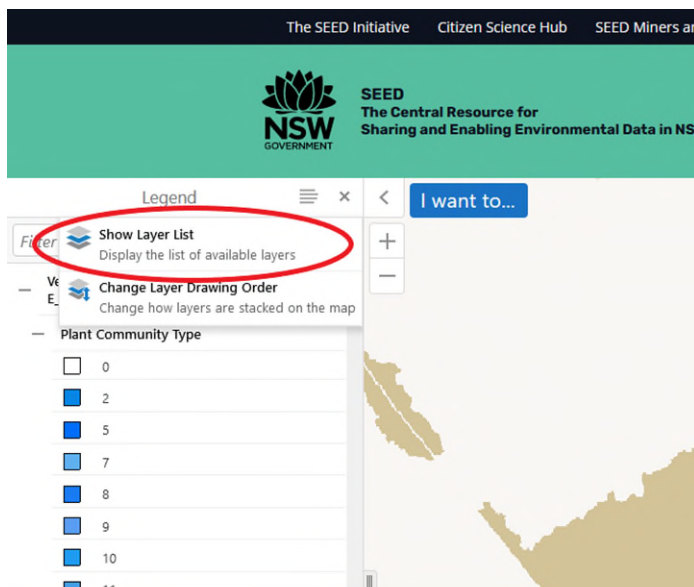 The SEED Initiative Citizen Science Hub SEED Miners
NSW
GOVERNMENT
SEED
The Central Resource for
Sharing and Enabling Environmental Data in
Legend
I want to...
Show Layer List
Display the list of available layers
Change Layer Drawing Order
Change how layers are stacked on the map
Plant Community Type
0
2
5
7
8
9
10